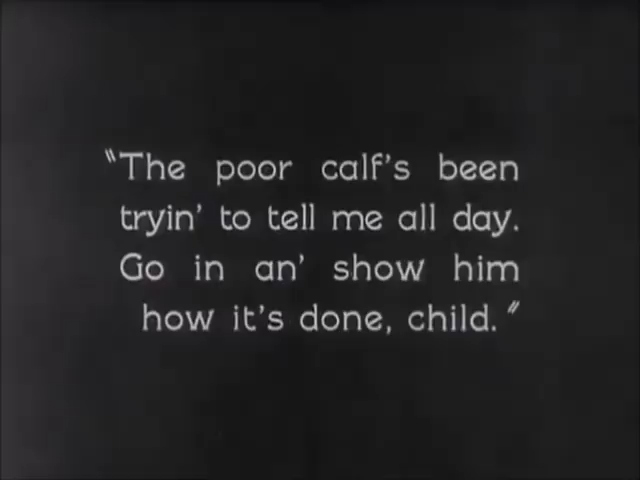 "The poor calf's been
tryin' to tell me all day.
Go in an' show him
how it's done, child."